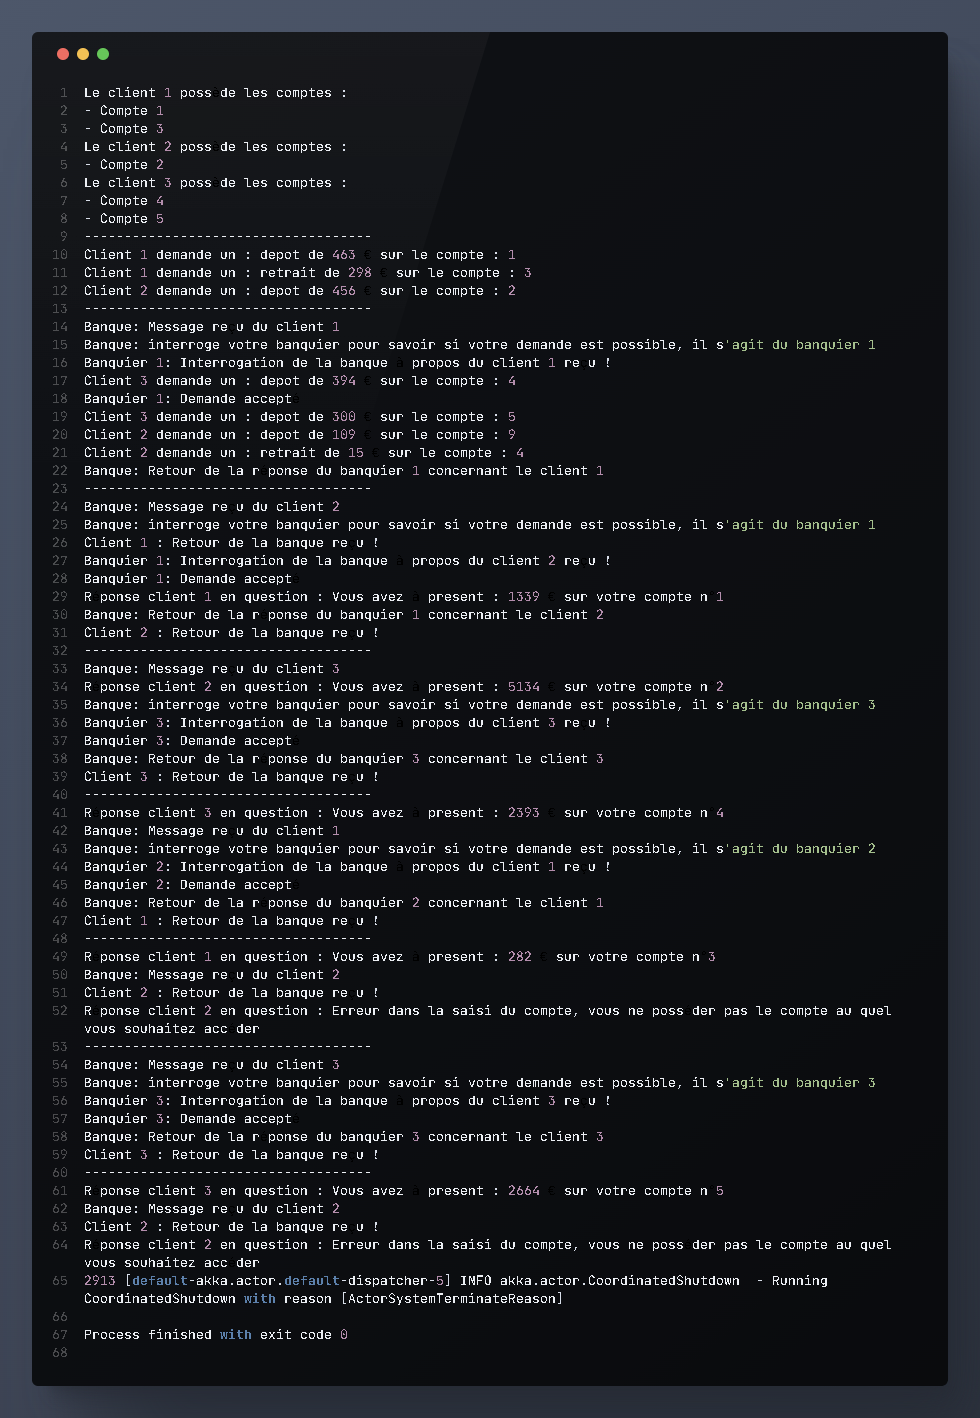 1 Le client 1 poss de les comptes :
2 - Compte 1
3 - Compte 3
4 Le client 2 poss de les comptes :
5 - Compte 2
6 Le client 3 poss de les comptes :
7 - Compte 4
8 - Compte 5
9 ------------------------------------
10 Client 1 demande un : depot de 463 € sur le compte : 1
11 Client 1 demande un : retrait de 298 € sur le compte : 3
12 Client 2 demande un : depot de 456 € sur le compte : 2
13 ------------------------------------
14 Banque: Message re u du client 1
15 Banque: interroge votre banquier pour savoir si votre demande est possible, il s'agit du banquier 1
16 Banquier 1: Interrogation de la banque à propos du client 1 re u !
17 Client 3 demande un : depot de 394 € sur le compte : 4
18 Banquier 1: Demande accept
19 Client 3 demande un : depot de 300 € sur le compte : 5
20 Client 2 demande un : depot de 109 € sur le compte : 9
21 Client 2 demande un : retrait de 15 € sur le compte : 4
22 Banque: Retour de la r ponse du banquier 1 concernant le client 1
23 ------------------------------------
24 Banque: Message re u du client 2
25 Banque: interroge votre banquier pour savoir si votre demande est possible, il s'agit du banquier 1
26 Client 1 : Retour de la banque re u !
27 Banquier 1: Interrogation de la banque à propos du client 2 re u !
28 Banquier 1: Demande accept
29 R ponse client 1 en question : Vous avez à present : 1339 € sur votre compte n 1
30 Banque: Retour de la r ponse du banquier 1 concernant le client 2
31 Client 2 : Retour de la banque re u !
32 ------------------------------------
33 Banque: Message re u du client 3
34 R ponse client 2 en question : Vous avez à present : 5134 € sur votre compte n 2
35 Banque: interroge votre banquier pour savoir si votre demande est possible, il s'agit du banquier 3
36 Banquier 3: Interrogation de la banque à propos du client 3 re u !
37 Banquier 3: Demande accept
38 Banque: Retour de la r ponse du banquier 3 concernant le client 3
39 Client 3 : Retour de la banque re u !
40 ------------------------------------
41 R ponse client 3 en question : Vous avez à present : 2393 € sur votre compte n 4
42 Banque: Message re u du client 1
43 Banque: interroge votre banquier pour savoir si votre demande est possible, il s'agit du banquier 2
44 Banquier 2: Interrogation de la banque à propos du client 1 re u !
45 Banquier 2: Demande accept
46 Banque: Retour de la r ponse du banquier 2 concernant le client 1
47 Client 1 : Retour de la banque re u !
48 ------------------------------------
49 R ponse client 1 en question : Vous avez à present : 282 € sur votre compte n 3
50 Banque: Message re u du client 2
51 Client 2 : Retour de la banque re u !
52 R ponse client 2 en question : Erreur dans la saisi du compte, vous ne poss der pas le compte au quel
vous souhaitez acc der
53 ------------------------------------
54 Banque: Message re u du client 3
55 Banque: interroge votre banquier pour savoir si votre demande est possible, il s'agit du banquier 3
56 Banquier 3: Interrogation de la banque à propos du client 3 re u !
57 Banquier 3: Demande accept
58 Banque: Retour de la r ponse du banquier 3 concernant le client 3
59 Client 3 : Retour de la banque re u !
60 ------------------------------------
61 R ponse client 3 en question : Vous avez à present : 2664 € sur votre compte n 5
62 Banque: Message re u du client 2
63 Client 2 : Retour de la banque re u !
64 R ponse client 2 en question : Erreur dans la saisi du compte, vous ne poss der pas le compte au quel
vous souhaitez acc der
65 2913 [default-akka.actor.default-dispatcher-5] INFO akka.actor.CoordinatedShutdown  - Running
CoordinatedShutdown with reason [ActorSystemTerminateReason]
66
67 Process finished with exit code 0
68